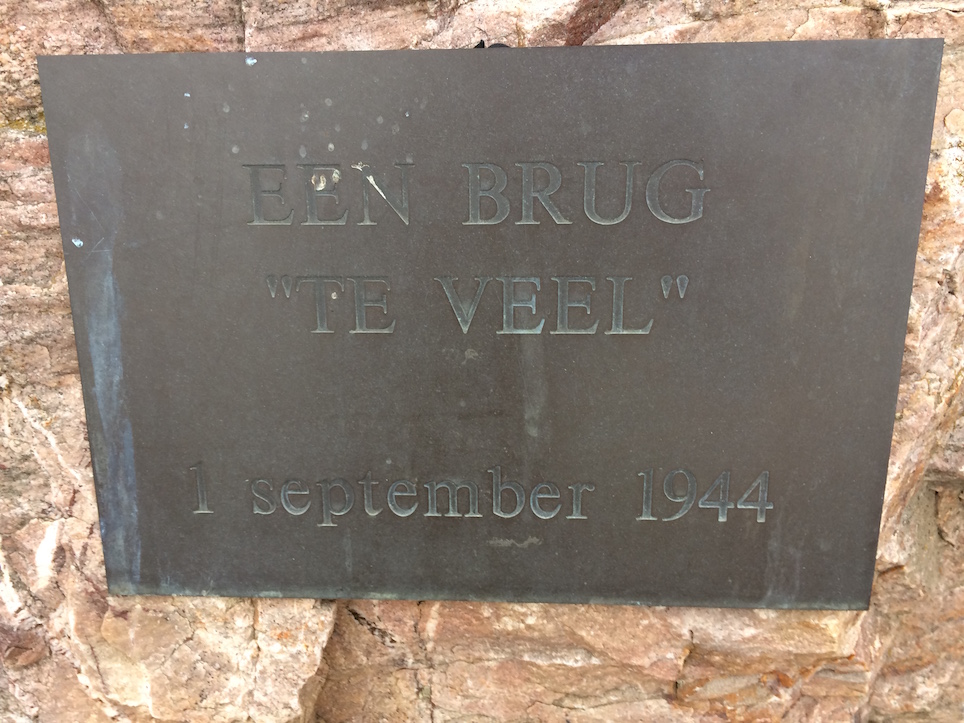 EEN BRUG
"TE VEEL"
1 september 1944